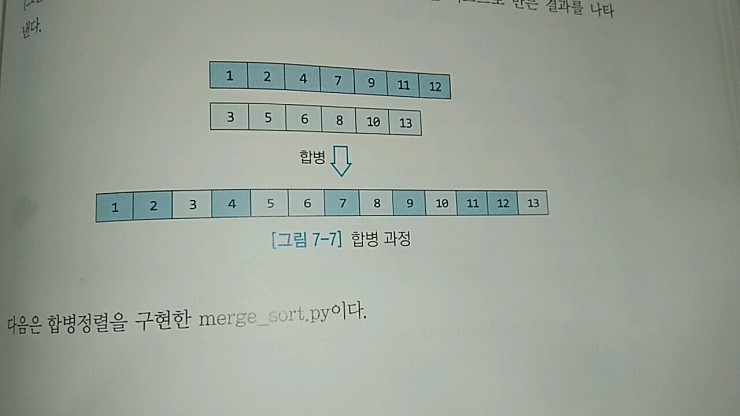 만든 결과를 나타
낸다.
1 2 4 7 9 11 12
3 5 6 8 10 13
합병
1 2 3 4 5 6 7 8 9 10 11 12 13
[그림 7-7] 합병 과정
다음은 합병정렬을 구현한 merge_sort.py이다.